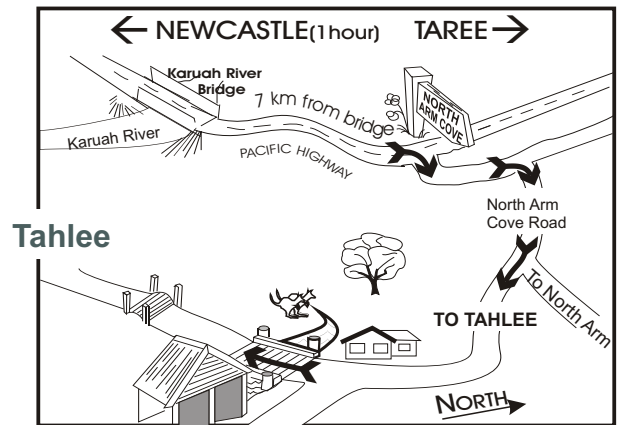 NEWCASTLE(1hour) TAREE
Karuah River
Bridge
7 km from bridge
NORTH
ARM COVE
Karuah River
PACIFIC HIGHWAY
North Arm
Cove Road
Tahlee
To North Arm
TO TAHLEE
NORTH